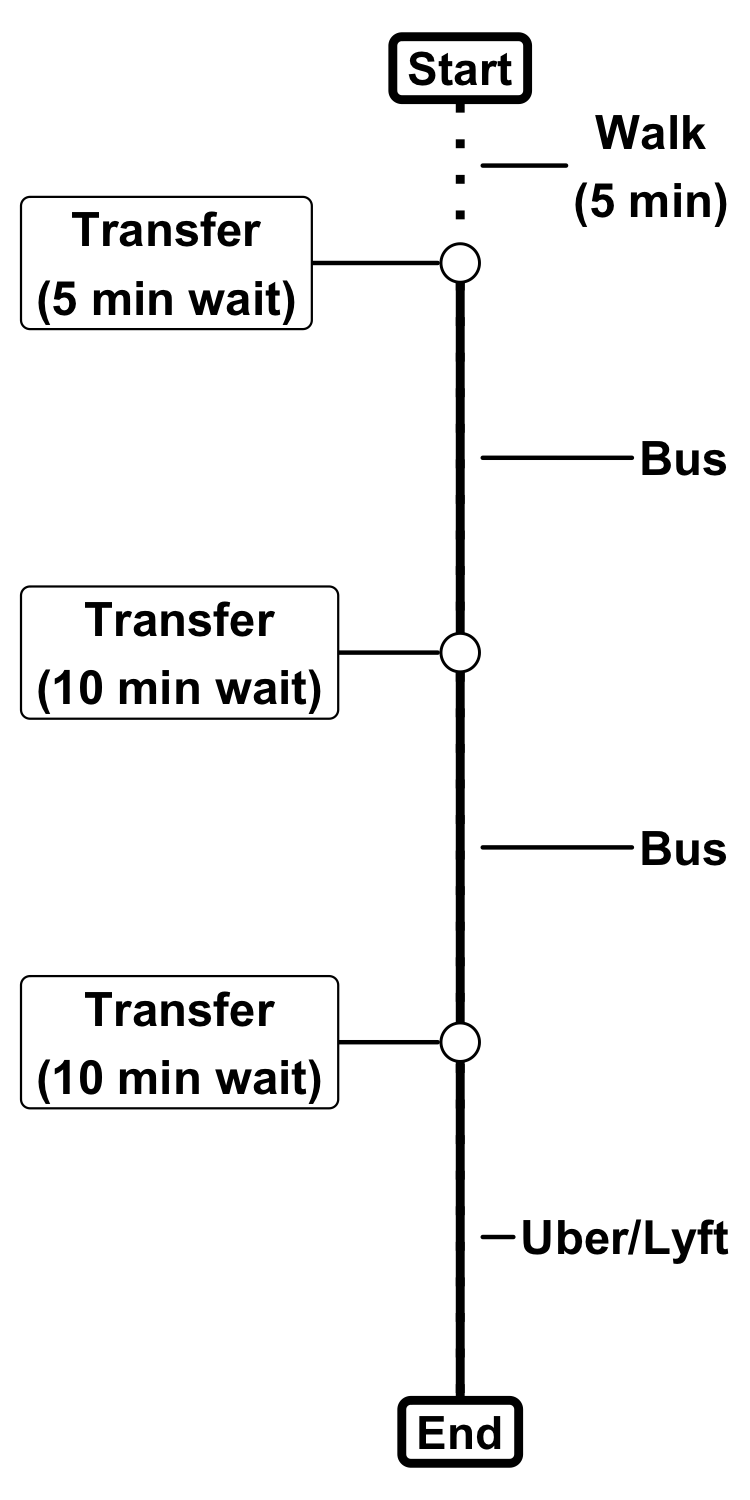 Start
Walk
(5 min)
Transfer
(5 min wait)
Bus
Transfer
(10 min wait)
Bus
Transfer
(10 min wait)
Uber/Lyft
End